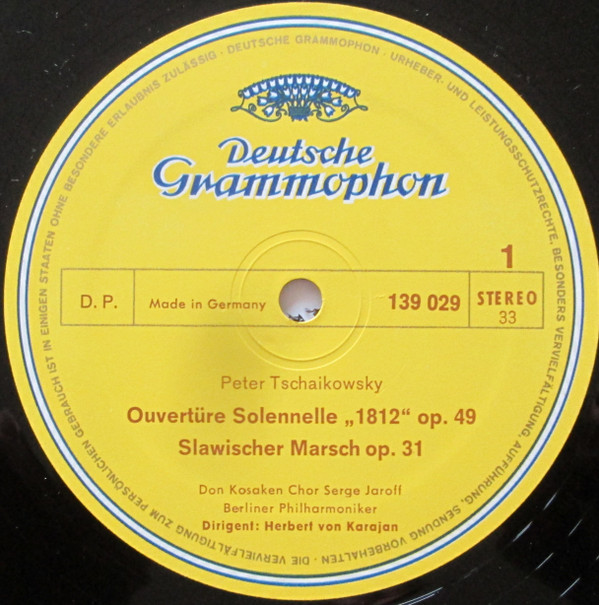 DIE VERVIELFÄLTIGUNG ZUM PERSÖNLICHEN GEBRAUCH IST IN EINIGEN STAATEN OHNE BESONDERE ERLAUBNIS ZULÄSSIG · DEUTSCHE GRAMMOPHON · URHEBER- UND LEISTUNGSSCHUTZRECHTE, BESONDERS VERVIELFÄLTIGUNG, AUFFÜHRUNG, SENDUNG VORBEHALTEN ·
Deutsche
Grammophon
1
D. P.
Made in Germany
139 029
STEREO
33
Peter Tschaikowsky
Ouvertüre Solennelle „1812“ op. 49
Slawischer Marsch op. 31
Don Kosaken Chor Serge Jaroff
Berliner Philharmoniker
Dirigent: Herbert von Karajan